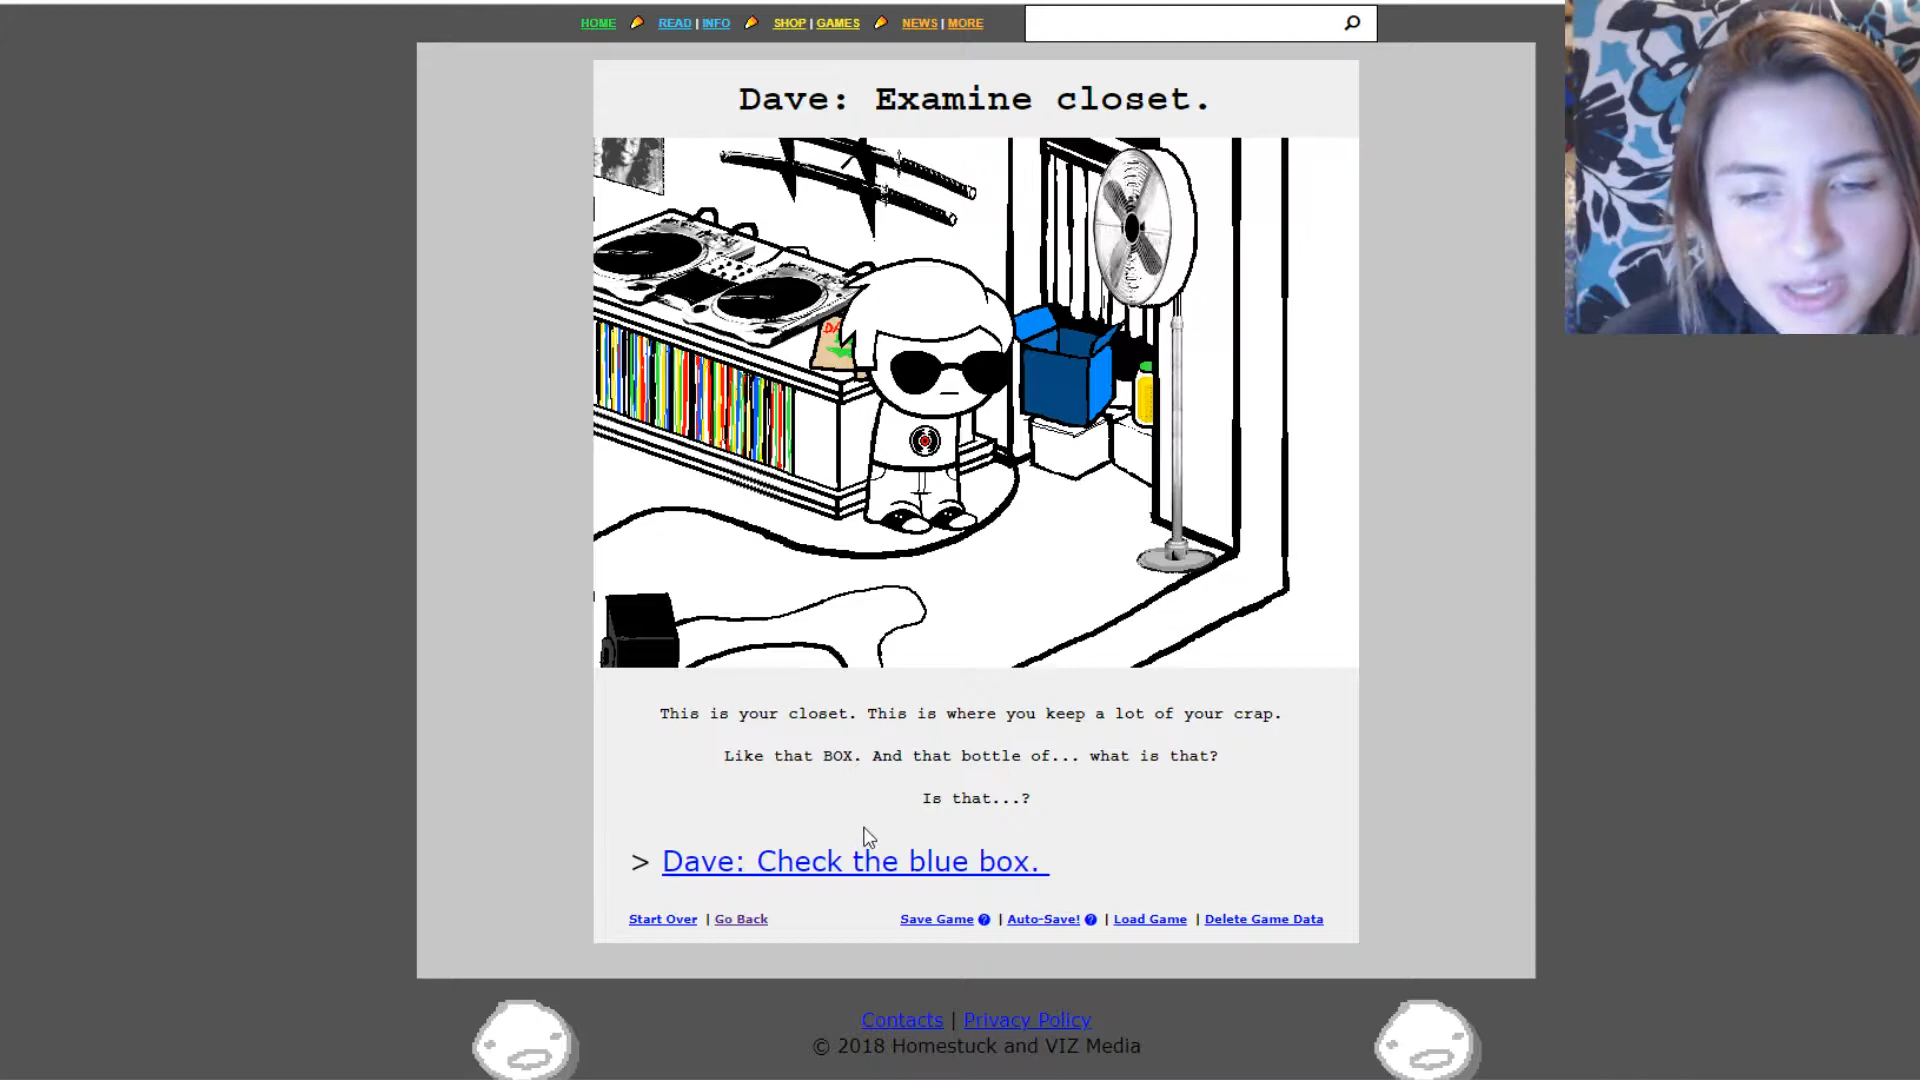 HOME READ | INFO SHOP | GAMES NEWS | MORE
Dave: Examine closet.
This is your closet. This is where you keep a lot of your crap.
Like that BOX. And that bottle of... what is that?
Is that...?
> Dave: Check the blue box.
Start Over | Go Back Save Game ? | Auto-Save! ? | Load Game | Delete Game Data
Contacts | Privacy Policy
© 2018 Homestuck and VIZ Media